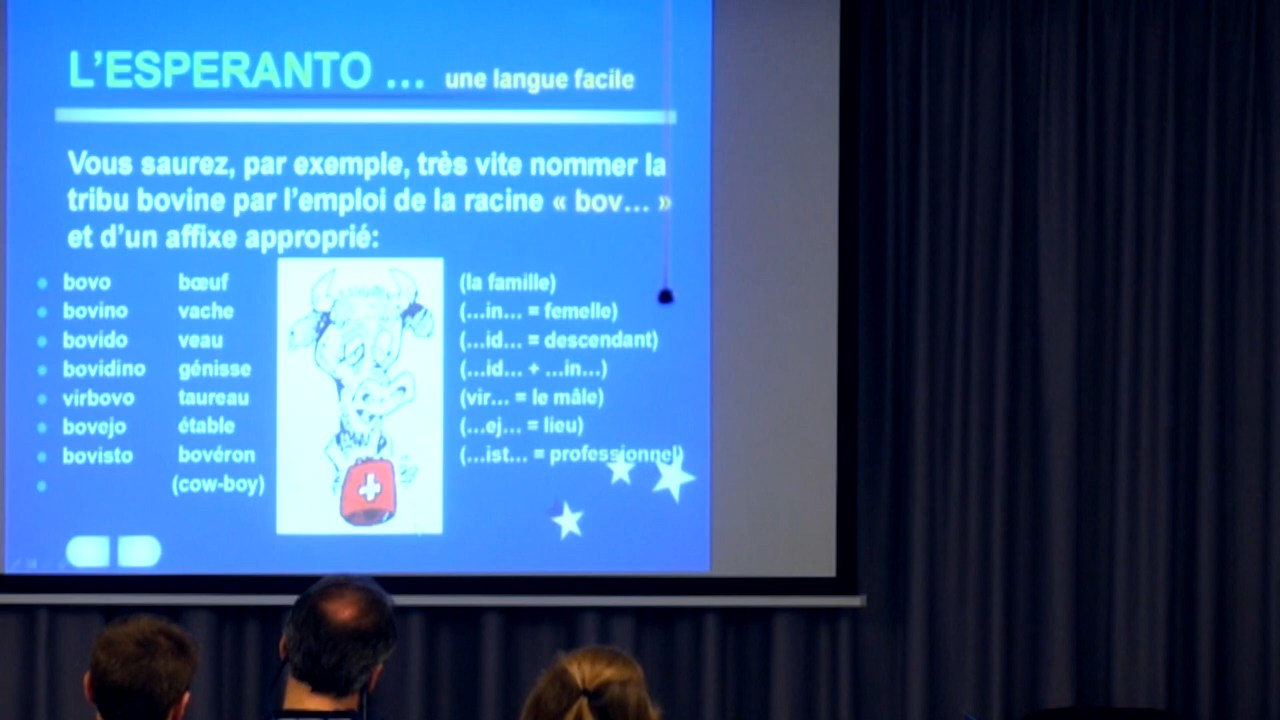 L'ESPERANTO ... une langue facile
Vous saurez, par exemple, très vite nommer la
tribu bovine par l'emploi de la racine « bov... »
et d'un affixe approprié:
bovo bœuf (la famille)
bovino vache (...in... = femelle)
bovido veau (...id... = descendant)
bovidino génisse (...id... + ...in...)
virbovo taureau (vir... = le mâle)
bovejo étable (...ej... = lieu)
bovisto bovéron (...ist... = professionnel)
(cow-boy)